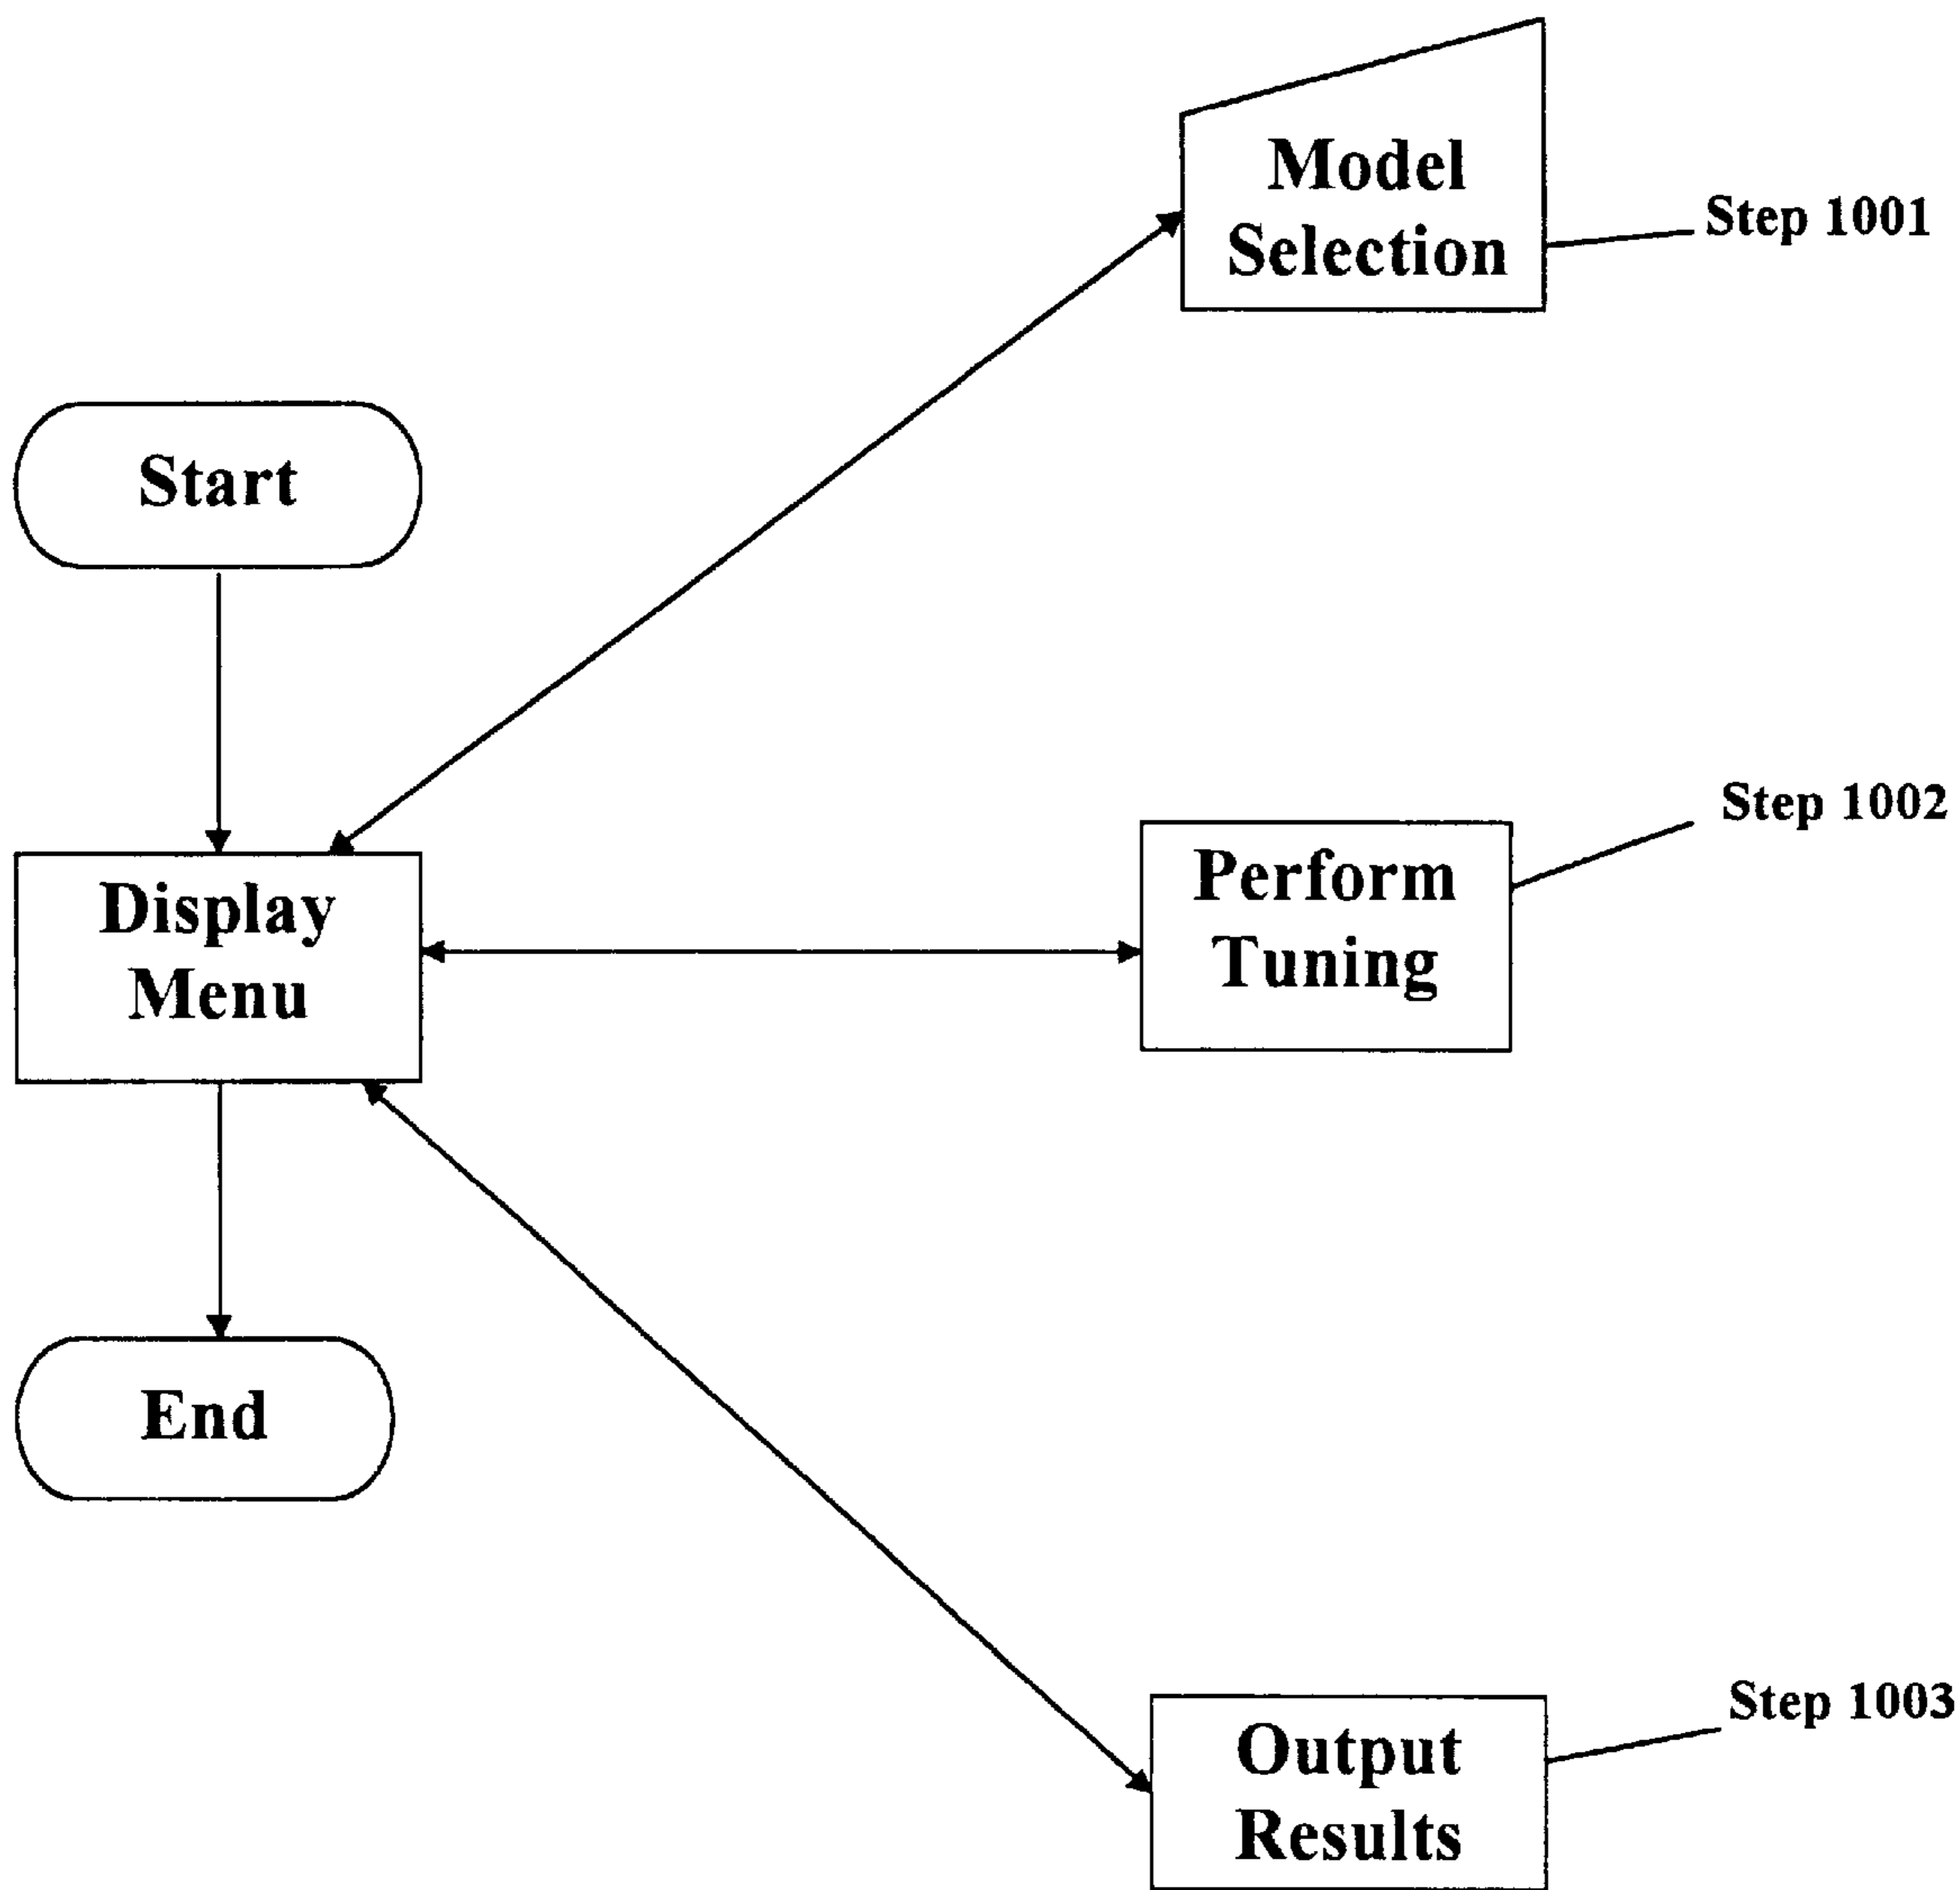 Model
Selection
Step 1001
Start
Step 1002
Display
Menu
Perform
Tuning
End
Step 1003
Output
Results